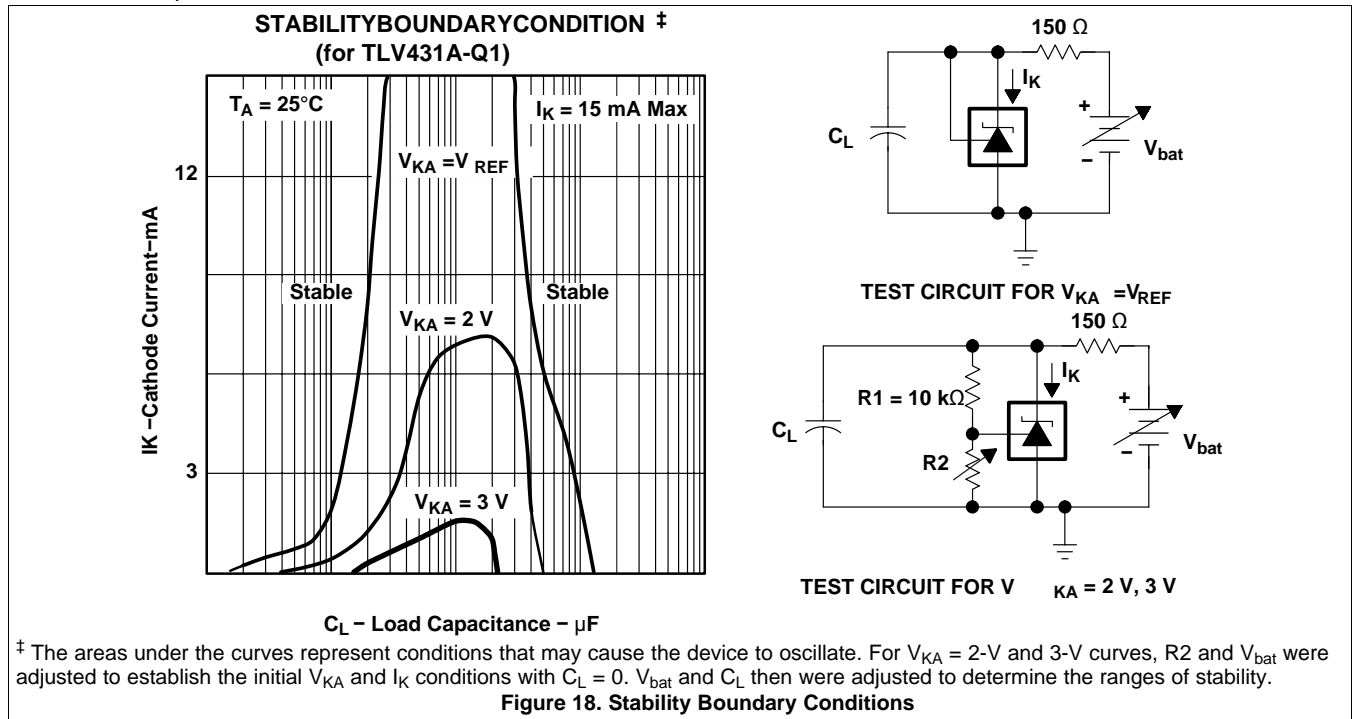 STABILITYBOUNDARYCONDITION ‡
(for TLV431A-Q1)
TA = 25°C
IK = 15 mA Max
VKA =V REF
12
Stable
Stable
VKA = 2 V
3
VKA = 3 V
IK –Cathode Current–mA
CL – Load Capacitance – μF
150 Ω
IK
CL
+
–
Vbat
TEST CIRCUIT FOR VKA =VREF
150 Ω
IK
R1 = 10 kΩ
CL
R2
+
–
Vbat
TEST CIRCUIT FOR V KA = 2 V, 3 V
‡ The areas under the curves represent conditions that may cause the device to oscillate. For VKA = 2-V and 3-V curves, R2 and Vbat were
adjusted to establish the initial VKA and IK conditions with CL = 0. Vbat and CL then were adjusted to determine the ranges of stability.
Figure 18. Stability Boundary Conditions